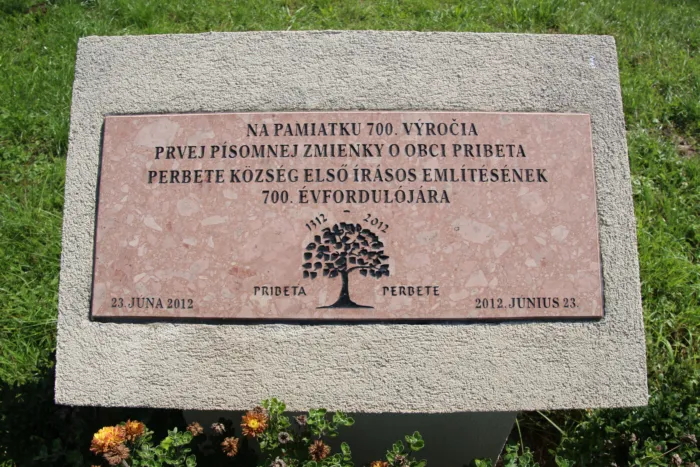 NA PAMIATKU 700. VÝROČIA
PRVEJ PÍSOMNEJ ZMIENKY O OBCI PRIBETA
PERBETE KÖZSÉG ELSŐ ÍRÁSOS EMLÍTÉSÉNEK
700. ÉVFORDULÓJÁRA
1312 - 2012
PRIBETA PERBETE
23. JÚNA 2012 2012. JÚNIUS 23.